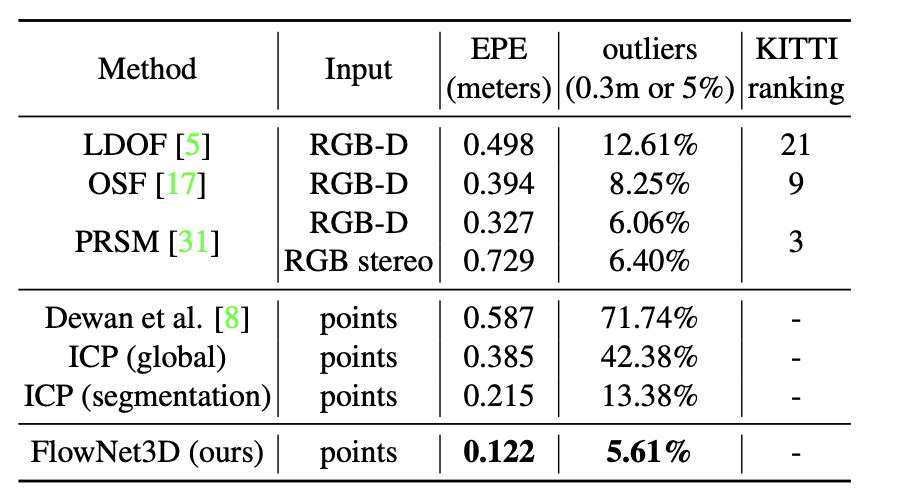 Method Input EPE (meters) outliers (0.3m or 5%) KITTI ranking
LDOF [5] RGB-D 0.498 12.61% 21
OSF [17] RGB-D 0.394 8.25% 9
PRSM [31] RGB-D 0.327 6.06% 3
RGB stereo 0.729 6.40%
Dewan et al. [8] points 0.587 71.74% -
ICP (global) points 0.385 42.38% -
ICP (segmentation) points 0.215 13.38% -
FlowNet3D (ours) points 0.122 5.61% -